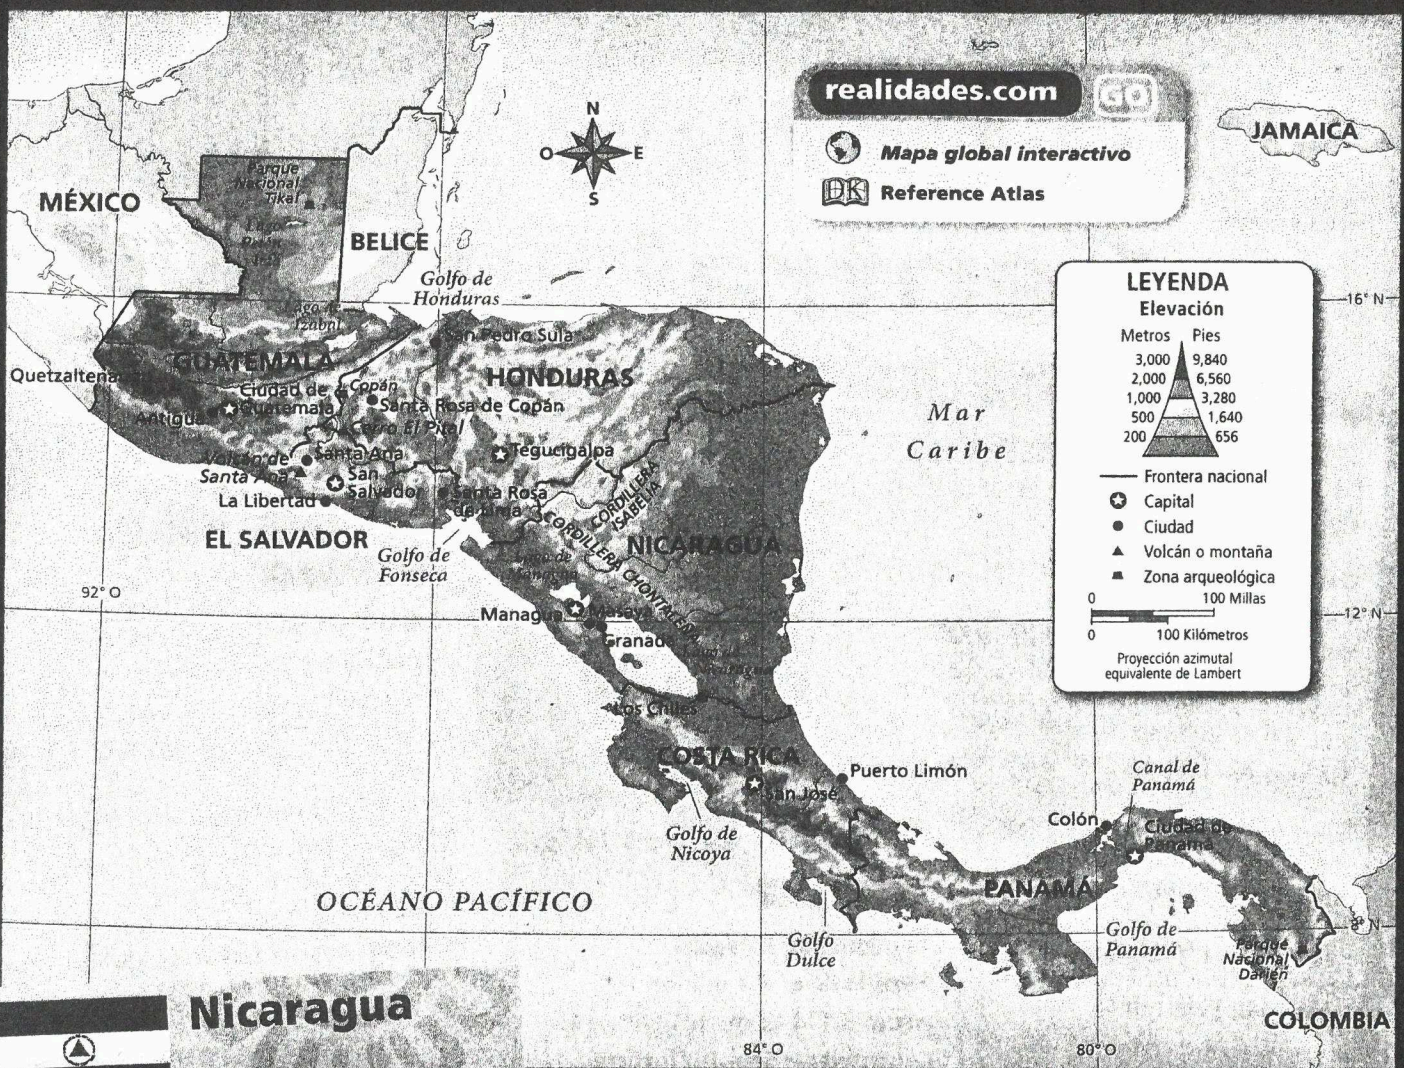 N
O
E
S
realidades.com
GO
Mapa global interactivo
DK
Reference Atlas
JAMAICA
MÉXICO
Parque
Nacional
Tikal
BELICE
Golfo de
Honduras
Lago de
Izabal
San Pedro Sula
GUATEMALA
HONDURAS
Ciudad de
Guatemala
Copán
Santa Rosa de Copán
Antigua
Cerro El Pital
Tegucigalpa
Volcán de
Santa Ana
Santa Ana
San
Salvador
La Libertad
Santa Rosa
de Lima
EL SALVADOR
Golfo de
Fonseca
CORDILLERA
ISABELIA
CORDILLERA CHONTALEÑA
NICARAGUA
Mar
Caribe
92° O
Managua
Masaya
Granada
Los Chiles
COSTA RICA
San José
Puerto Limón
Golfo de
Nicoya
OCÉANO PACÍFICO
Golfo
Dulce
Canal de
Panamá
Colón
Ciudad de
Panamá
PANAMÁ
Golfo de
Panamá
Parque
Nacional
Darién
COLOMBIA
LEYENDA
Elevación
Metros Pies
3,000 9,840
2,000 6,560
1,000 3,280
500 1,640
200 656
Frontera nacional
Capital
Ciudad
Volcán o montaña
Zona arqueológica
0 100 Millas
0 100 Kilómetros
Proyección azimutal
equivalente de Lambert
16° N
12° N
8° N
84° O
80° O
Nicaragua